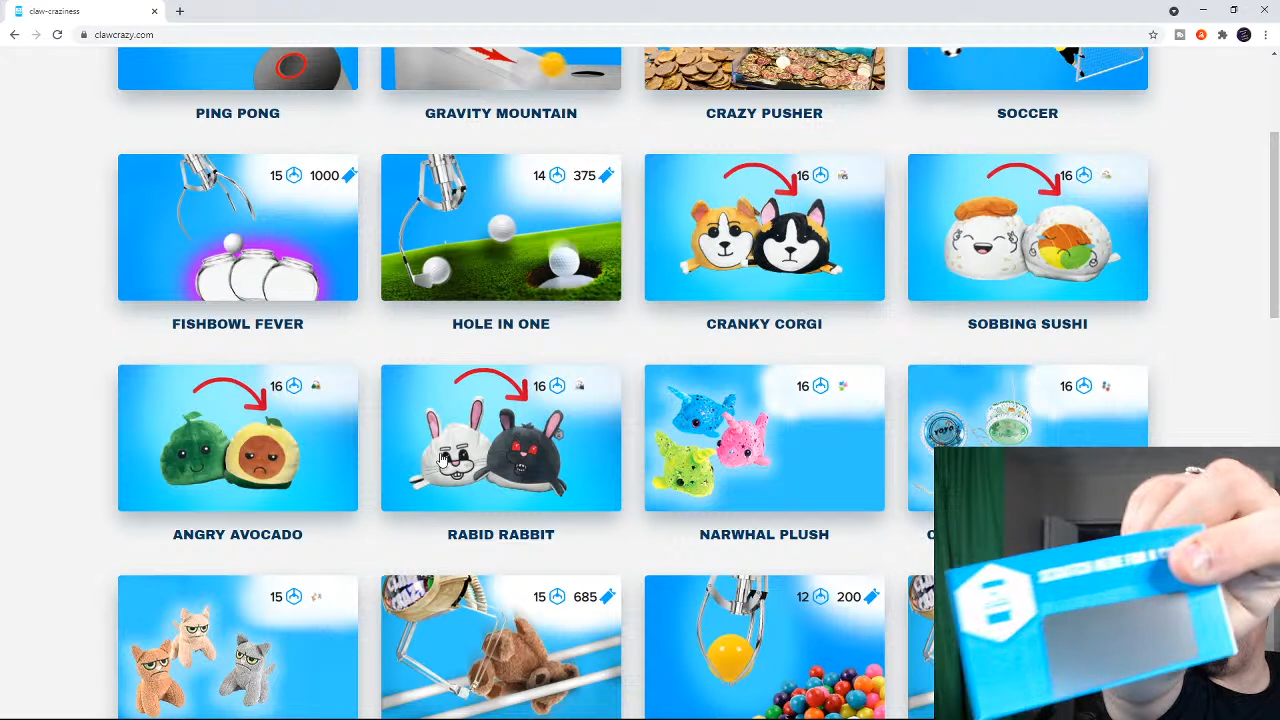 claw-craziness
clawcrazy.com
PING PONG
GRAVITY MOUNTAIN
CRAZY PUSHER
SOCCER
15 1000
14 375
16
16
FISHBOWL FEVER
HOLE IN ONE
CRANKY CORGI
SOBBING SUSHI
16
16
16
16
yoyo
ANGRY AVOCADO
RABID RABBIT
NARWHAL PLUSH
15
15 685
12 200